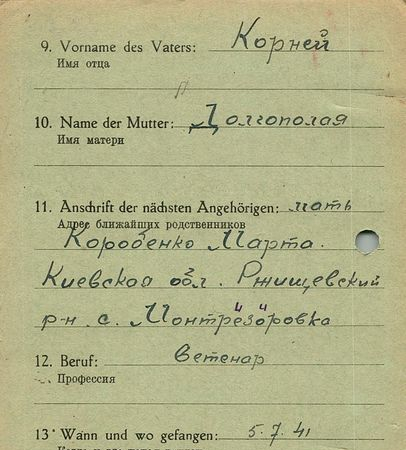 9. Vorname des Vaters: Корней
Имя отца
10. Name der Mutter: Долгополая
Имя матери
11. Anschrift der nächsten Angehörigen: мать
Адрес ближайших родственников
Коробенко Марта.
Киевская обл. Ржищевский
р-н. с.
12. Beruf: Ветенар
Профессия
13 Wann und wo gefangen: 5.7.41